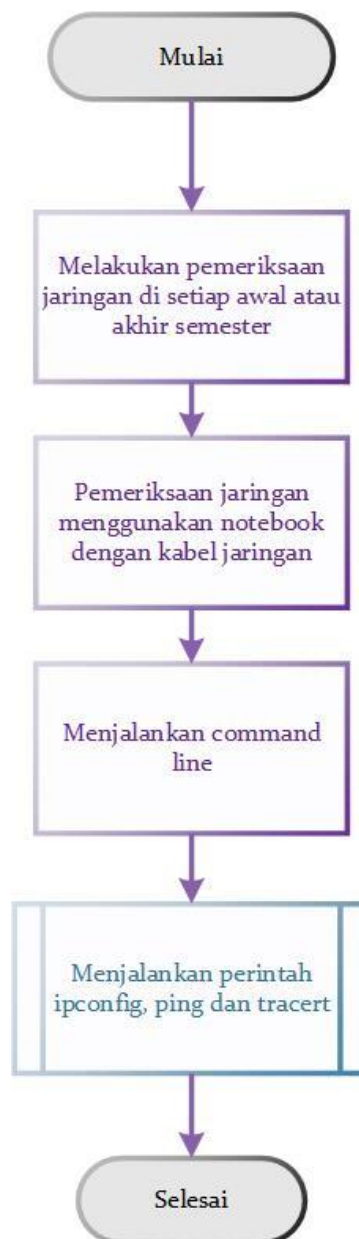 Mulai
Melakukan pemeriksaan
jaringan di setiap awal atau
akhir semester
Pemeriksaan jaringan
menggunakan notebook
dengan kabel jaringan
Menjalankan command
line
Menjalankan perintah
ipconfig, ping dan tracert
Selesai